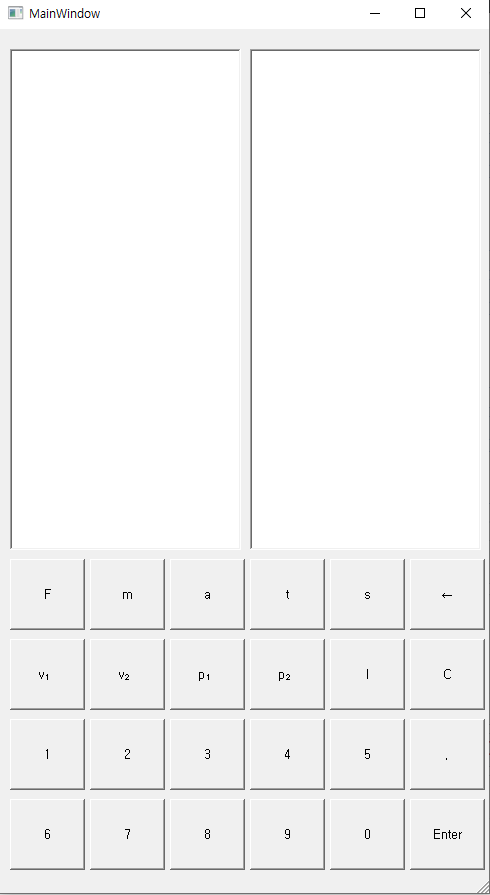 MainWindow
F m a t s ←
v₁ v₂ p₁ p₂ I C
1 2 3 4 5 .
6 7 8 9 0 Enter